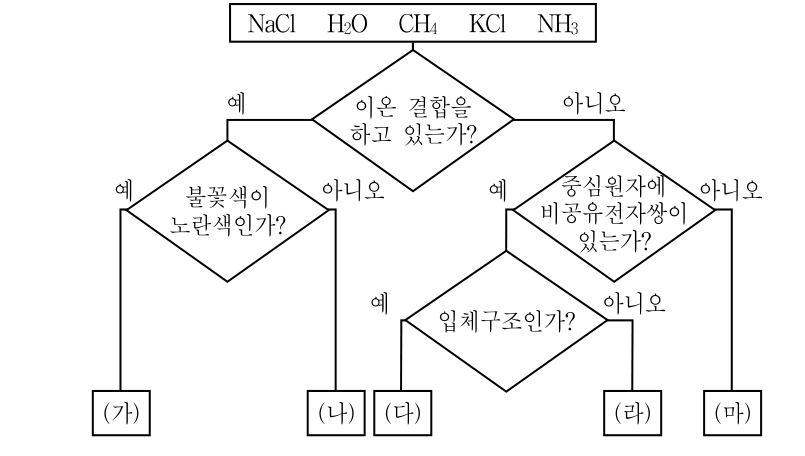 NaCl H₂O CH₄ KCl NH₃
이온 결합을
하고 있는가?
예
아니오
불꽃색이
노란색인가?
예
아니오
중심원자에
비공유전자쌍이
있는가?
예
아니오
입체구조인가?
예
아니오
(가)
(나)
(다)
(라)
(마)